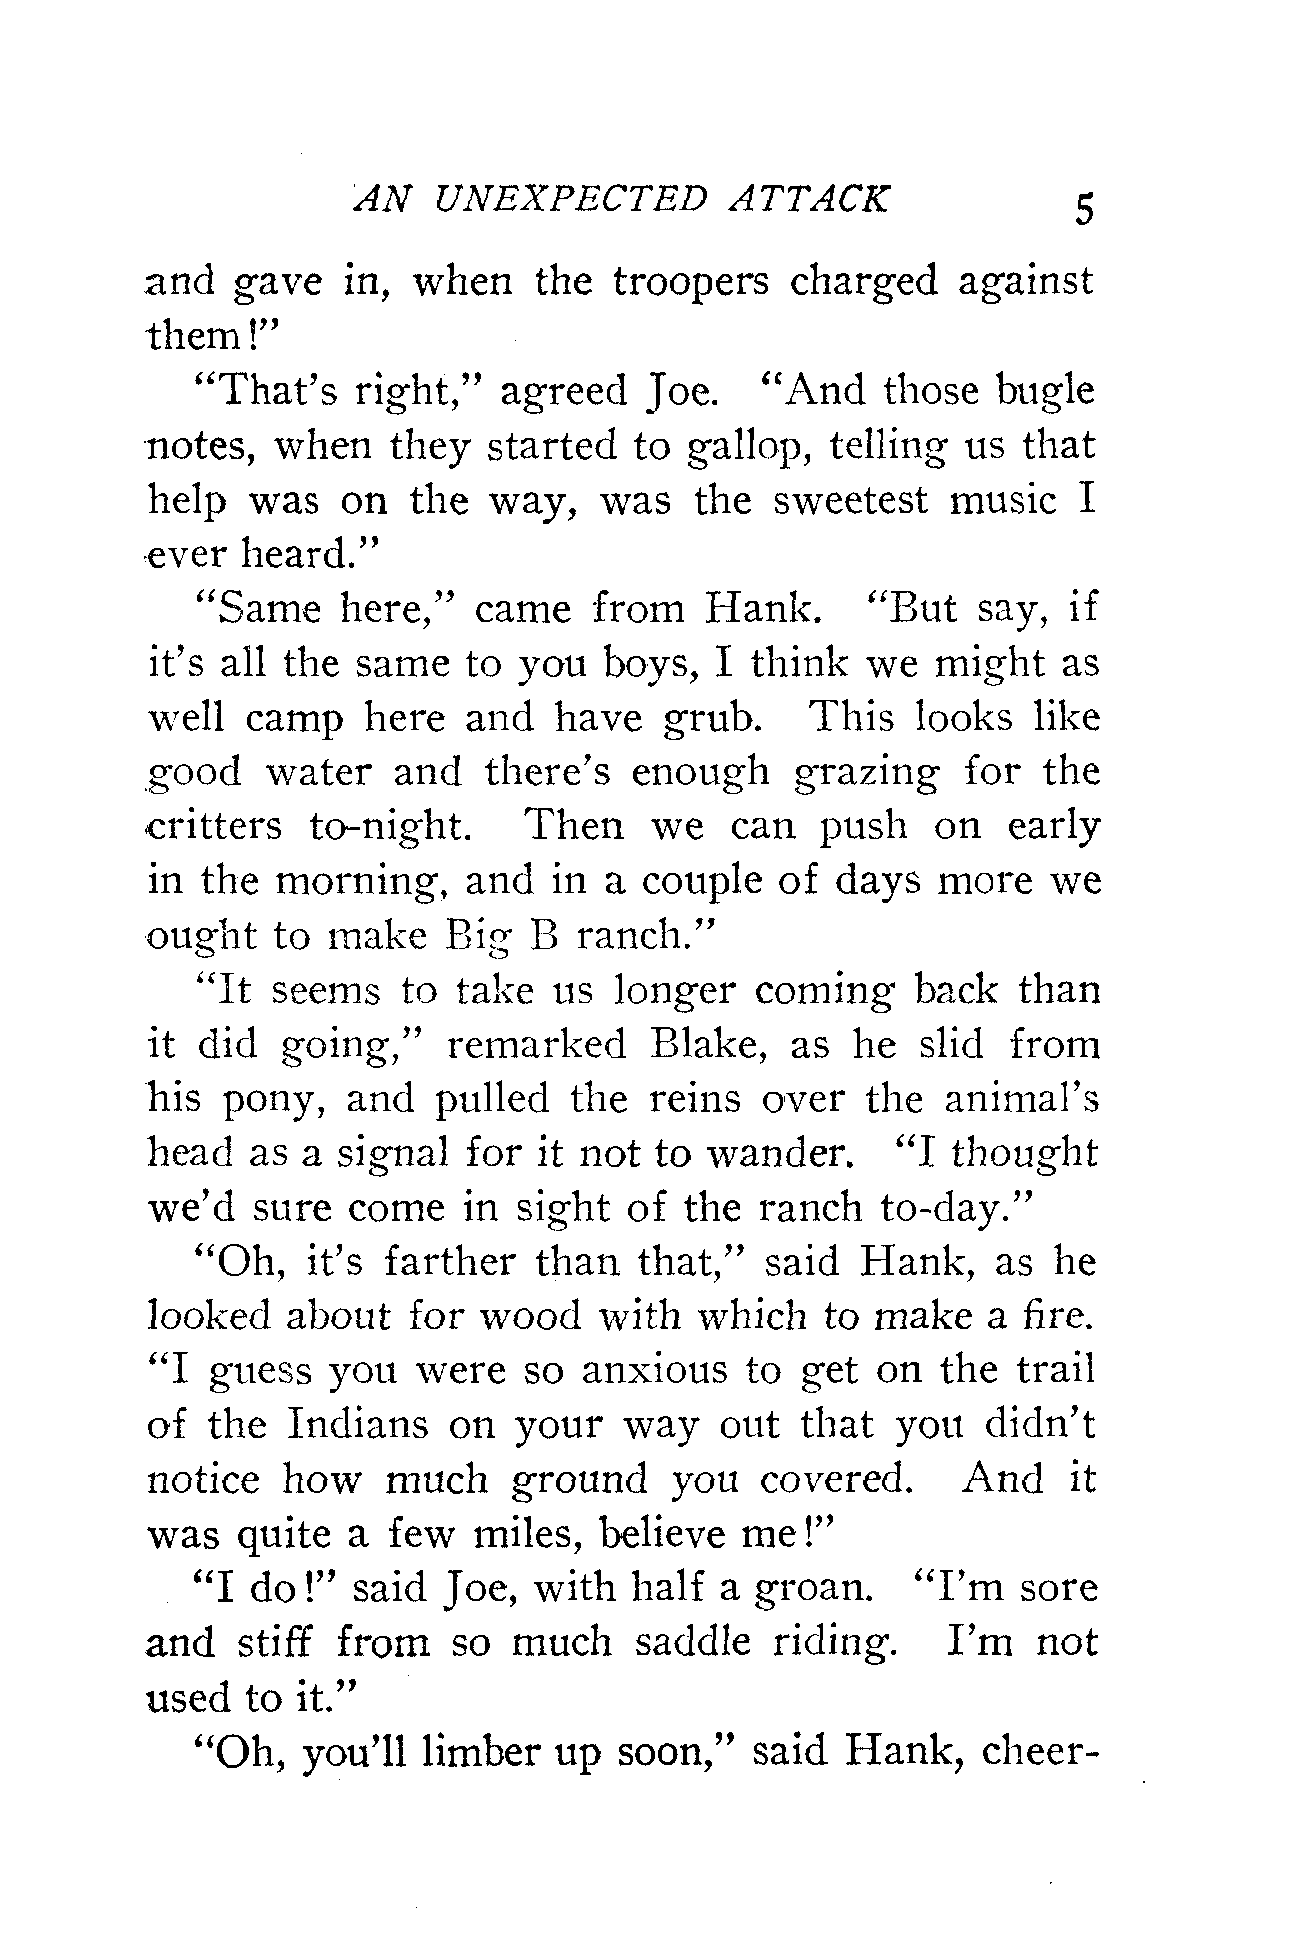 AN UNEXPECTED ATTACK 5
and gave in, when the troopers charged against
them!”
“That’s right,” agreed Joe. “And those bugle
notes, when they started to gallop, telling us that
help was on the way, was the sweetest music I
ever heard.”
“Same here,” came from Hank. “But say, if
it’s all the same to you boys, I think we might as
well camp here and have grub. This looks like
good water and there’s enough grazing for the
critters to-night. Then we can push on early
in the morning, and in a couple of days more we
ought to make Big B ranch.”
“It seems to take us longer coming back than
it did going,” remarked Blake, as he slid from
his pony, and pulled the reins over the animal’s
head as a signal for it not to wander. “I thought
we’d sure come in sight of the ranch to-day.”
“Oh, it’s farther than that,” said Hank, as he
looked about for wood with which to make a fire.
“I guess you were so anxious to get on the trail
of the Indians on your way out that you didn’t
notice how much ground you covered. And it
was quite a few miles, believe me!”
“I do!” said Joe, with half a groan. “I’m sore
and stiff from so much saddle riding. I’m not
used to it.”
“Oh, you’ll limber up soon,” said Hank, cheer-